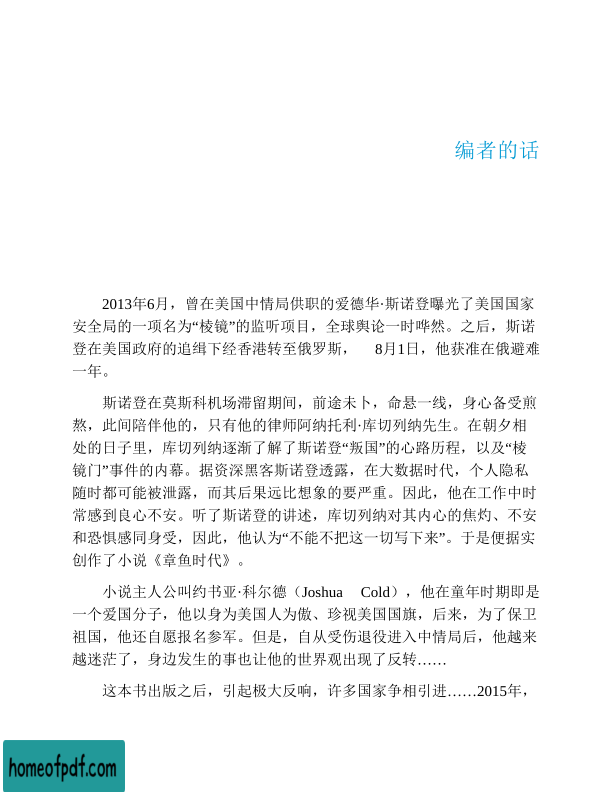 编者的话
2013年6月，曾在美国中情局供职的爱德华·斯诺登曝光了美国国家
安全局的一项名为“棱镜”的监听项目，全球舆论一时哗然。之后，斯诺
登在美国政府的追缉下经香港转至俄罗斯， 8月1日，他获准在俄避难
一年。
斯诺登在莫斯科机场滞留期间，前途未卜，命悬一线，身心备受煎
熬，此间陪伴他的，只有他的律师阿纳托利·库切列纳先生。在朝夕相
处的日子里，库切列纳逐渐了解了斯诺登“叛国”的心路历程，以及“棱
镜门”事件的内幕。据资深黑客斯诺登透露，在大数据时代，个人隐私
随时都可能被泄露，而其后果远比想象的要严重。因此，他在工作中时
常感到良心不安。听了斯诺登的讲述，库切列纳对其内心的焦灼、不安
和恐惧感同身受，因此，他认为“不能不把这一切写下来”。于是便据实
创作了小说《章鱼时代》。
小说主人公叫约书亚·科尔德（Joshua Cold），他在童年时期即是
一个爱国分子，他以身为美国人为傲、珍视美国国旗，后来，为了保卫
祖国，他还自愿报名参军。但是，自从受伤退役进入中情局后，他越来
越迷茫了，身边发生的事也让他的世界观出现了反转……
这本书出版之后，引起极大反响，许多国家争相引进……2015年，
homeofpdf.com